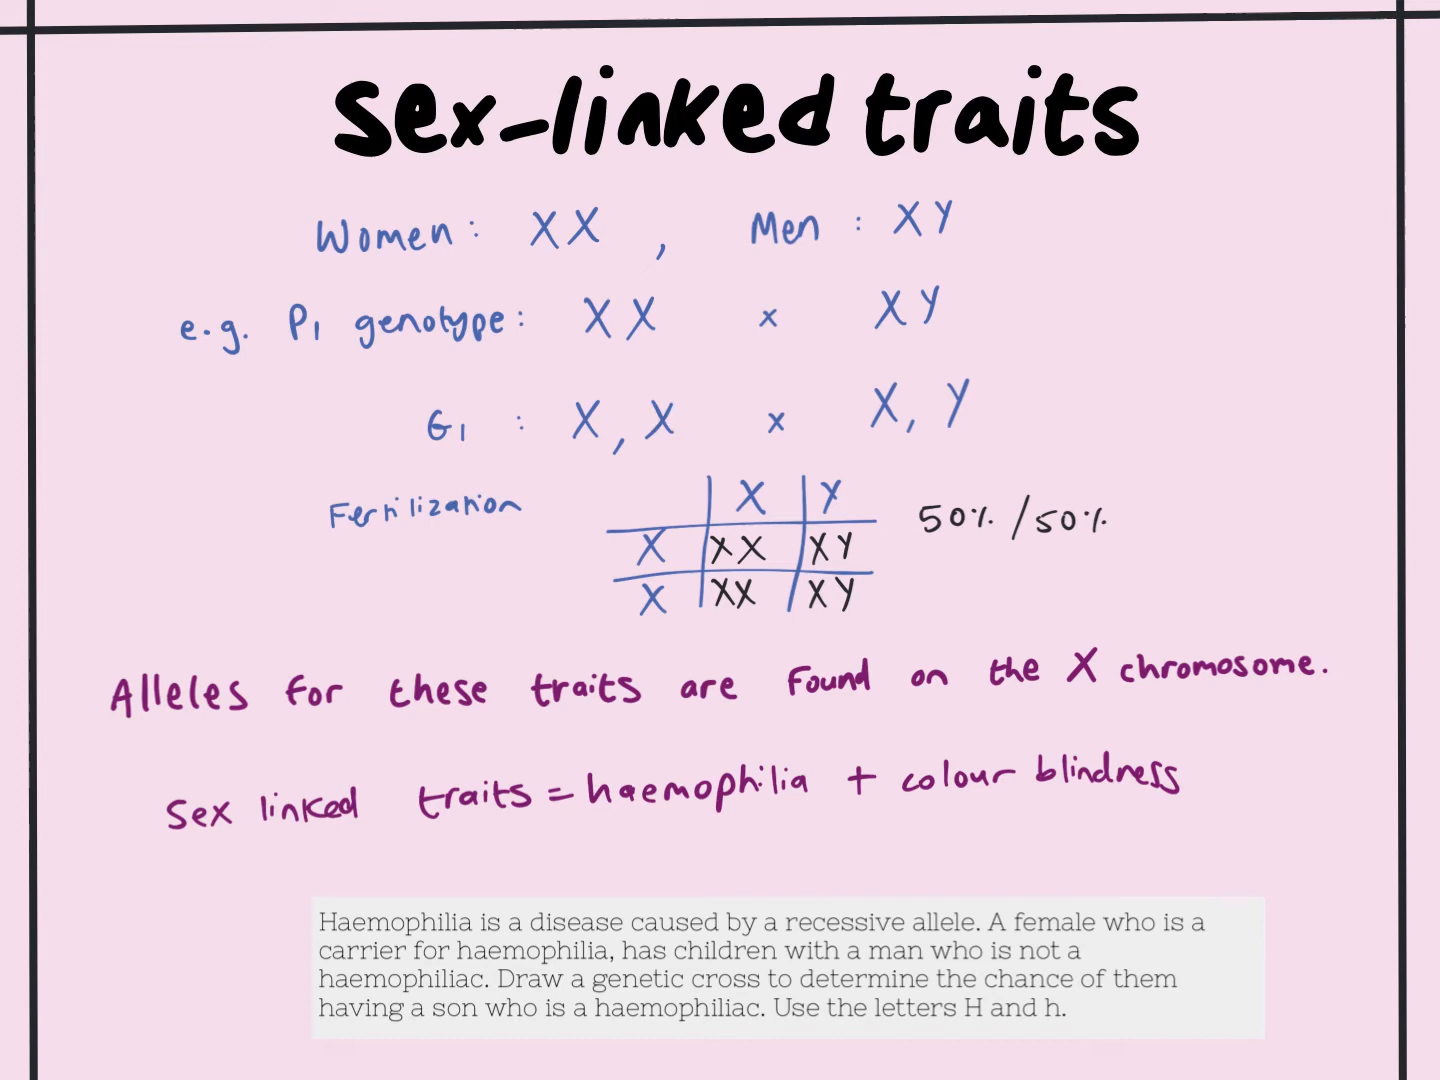 Sex-linked traits
Women: XX, Men: XY
e.g. P1 genotype: XX x XY
G1 : X, X x X, Y
Fertilization
X Y
X XX XY 50% / 50%
X XX XY
Alleles for these traits are found on the X chromosome.
Sex linked traits = haemophilia + colour blindness
Haemophilia is a disease caused by a recessive allele. A female who is a
carrier for haemophilia, has children with a man who is not a
haemophiliac. Draw a genetic cross to determine the chance of them
having a son who is a haemophiliac. Use the letters H and h.